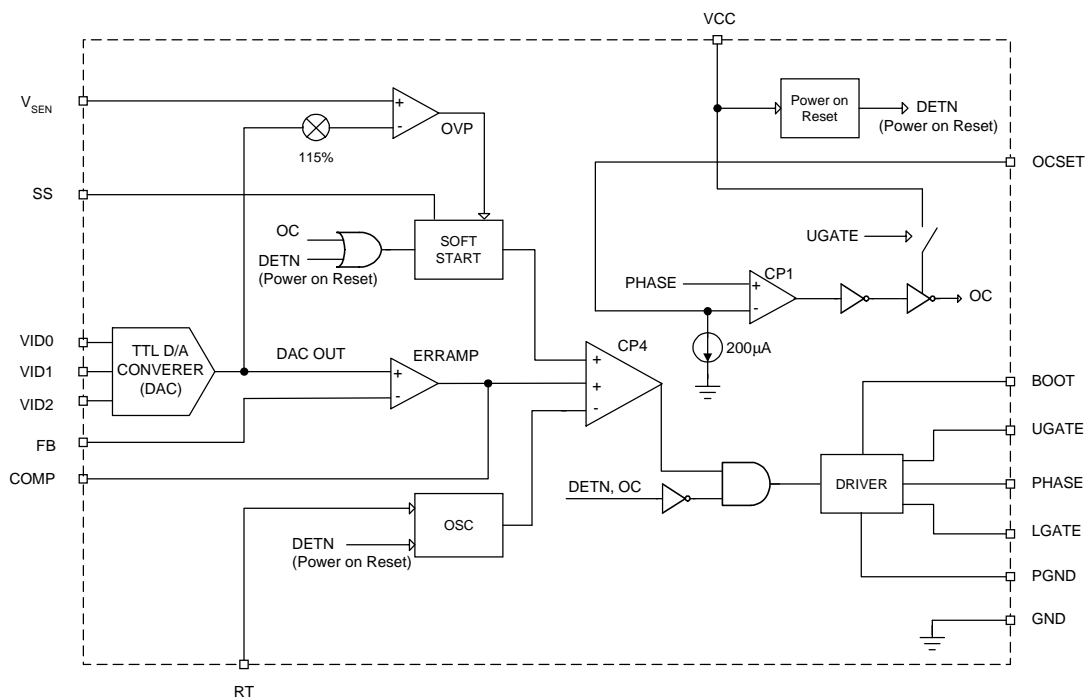 VCC
V_SEN
+
-
OVP
115%
Power on
Reset
DETN
(Power on Reset)
OCSET
SS
OC
DETN
(Power on Reset)
SOFT
START
UGATE
PHASE
+
-
CP1
OC
200μA
VID0
VID1
VID2
TTL D/A
CONVERER
(DAC)
DAC OUT
ERRAMP
+
-
CP4
+
+
-
FB
COMP
BOOT
UGATE
PHASE
LGATE
PGND
GND
DRIVER
DETN, OC
OSC
DETN
(Power on Reset)
RT